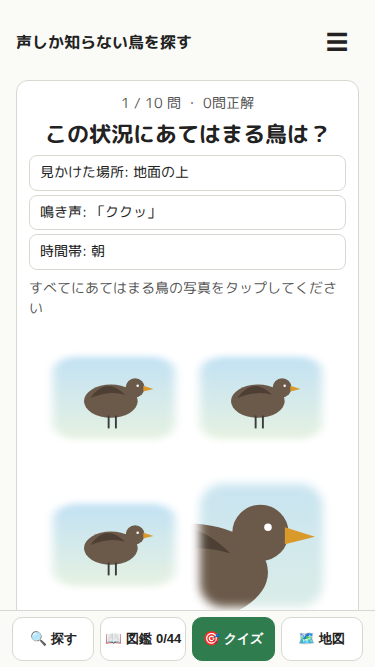 声しか知らない鳥を探す
1 / 10 問 · 0問正解
この状況にあてはまる鳥は？
見かけた場所: 地面の上
鳴き声: 「ククッ」
時間帯: 朝
すべてにあてはまる鳥の写真をタップしてくださ
い
🔍 探す
📖 図鑑 0/44
🎯 クイズ
🗺️ 地図